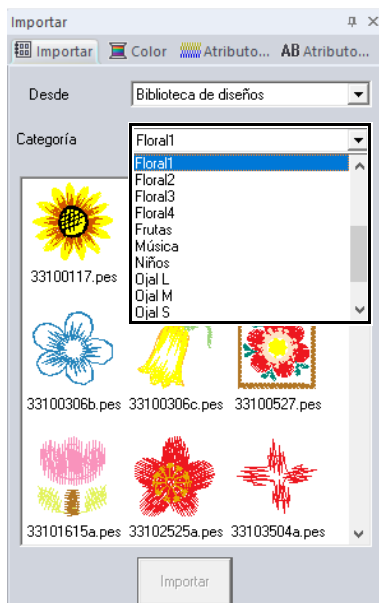 Importar
Importar Color Atributo... AB Atributo...
Desde Biblioteca de diseños
Categoría Floral1
Floral1
Floral2
Floral3
Floral4
Frutas
Música
Niños
Ojal L
Ojal M
Ojal S
33100117.pes
33100306b.pes 33100306c.pes 33100527.pes
33101615a.pes 33102525a.pes 33103504a.pes
Importar